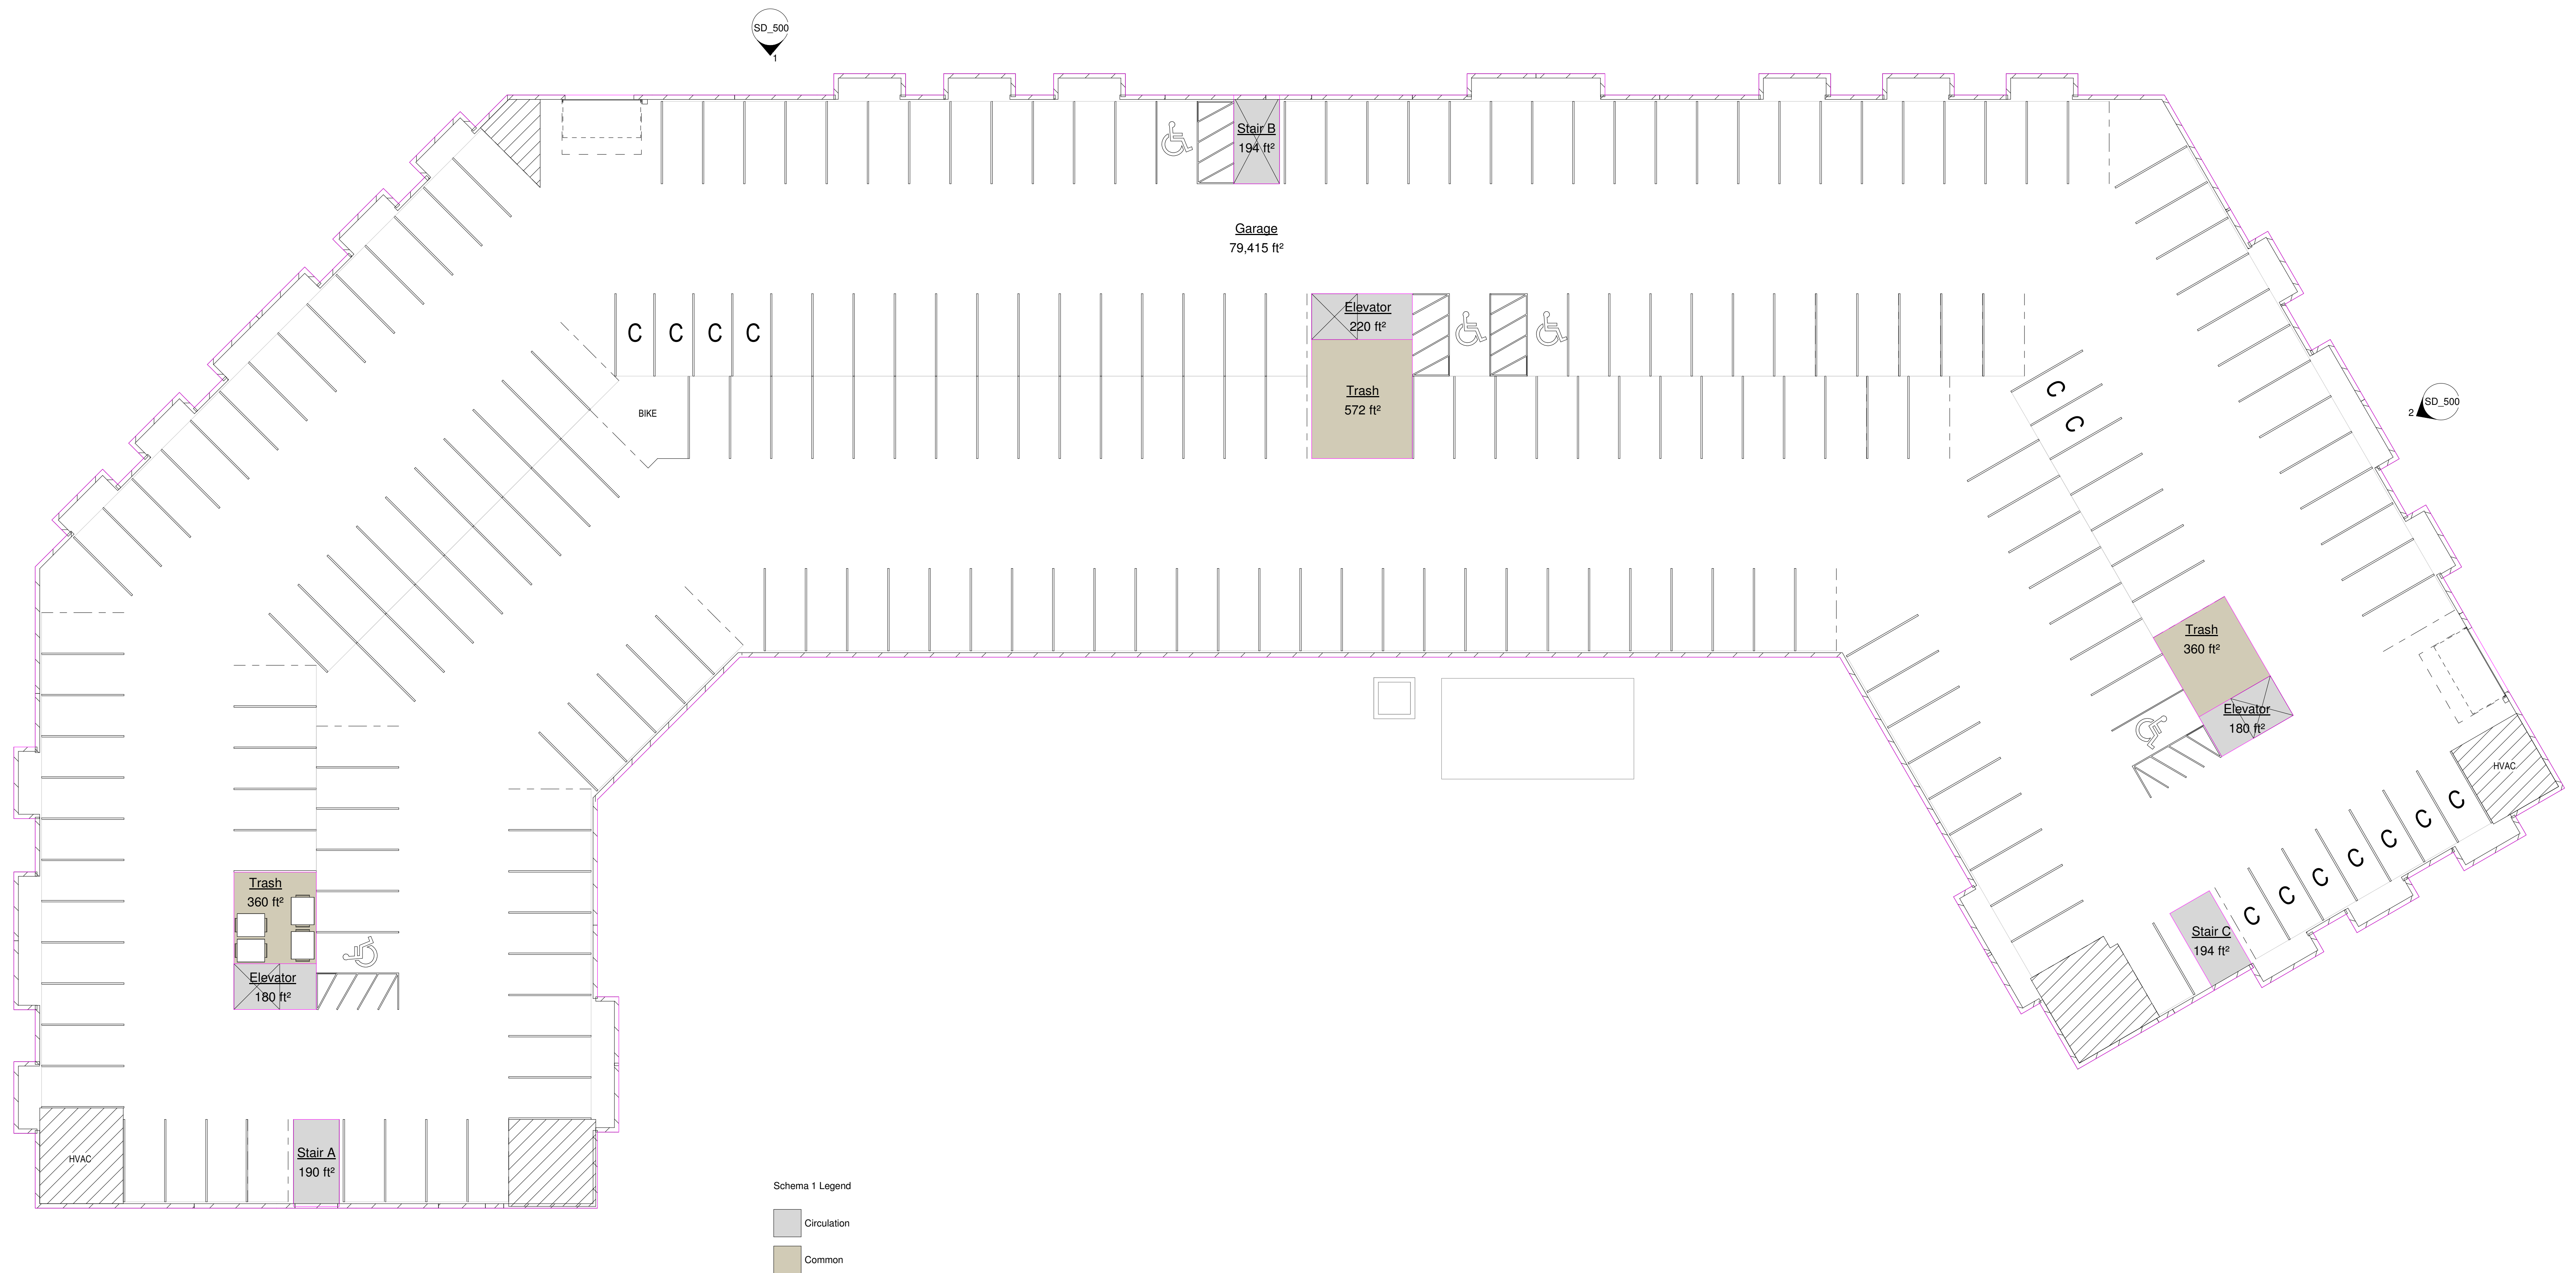 SD_500
1
Stair B
194 ft²
Garage
79,415 ft²
Elevator
220 ft²
C C C C
Trash
572 ft²
BIKE
C
C
2
SD_500
Trash
360 ft²
Elevator
180 ft²
HVAC
C
C
C
C
C
C
C
Stair C
194 ft²
Trash
360 ft²
Elevator
180 ft²
Stair A
190 ft²
HVAC
Schema 1 Legend
Circulation
Common